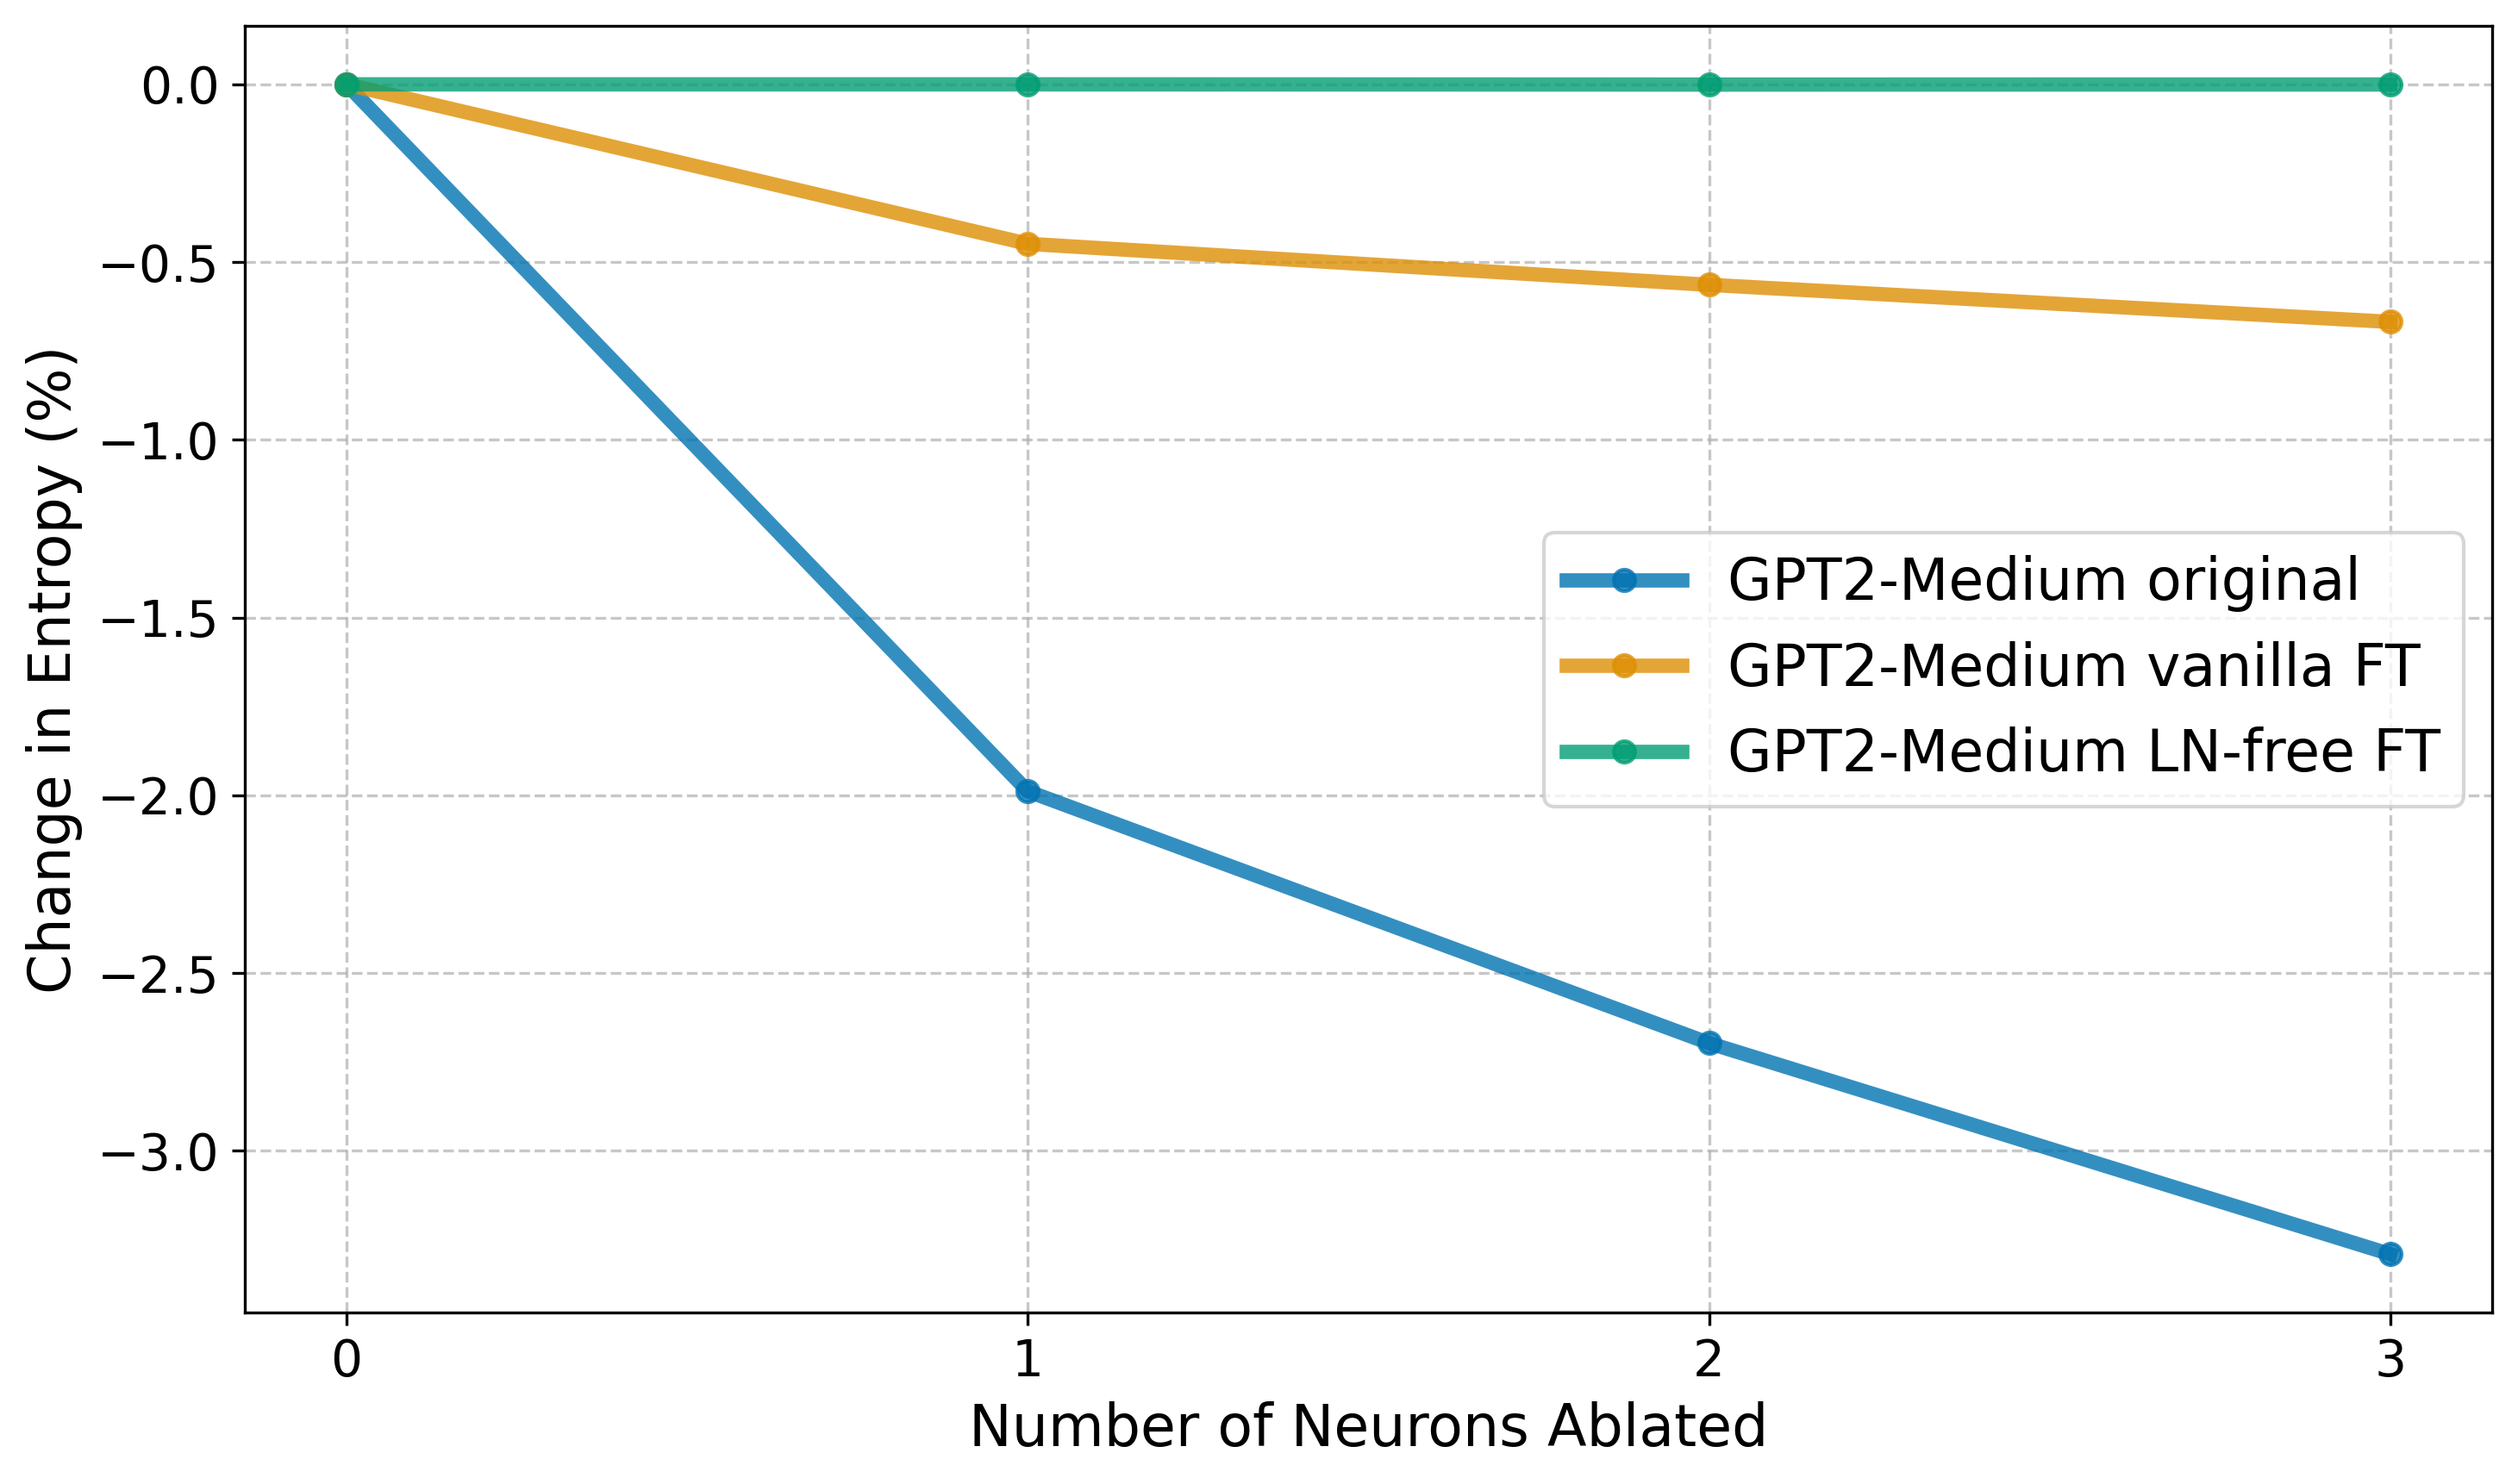 0.0
−0.5
−1.0
−1.5
−2.0
−2.5
−3.0
Change in Entropy (%)
GPT2-Medium original
GPT2-Medium vanilla FT
GPT2-Medium LN-free FT
0 1 2 3
Number of Neurons Ablated